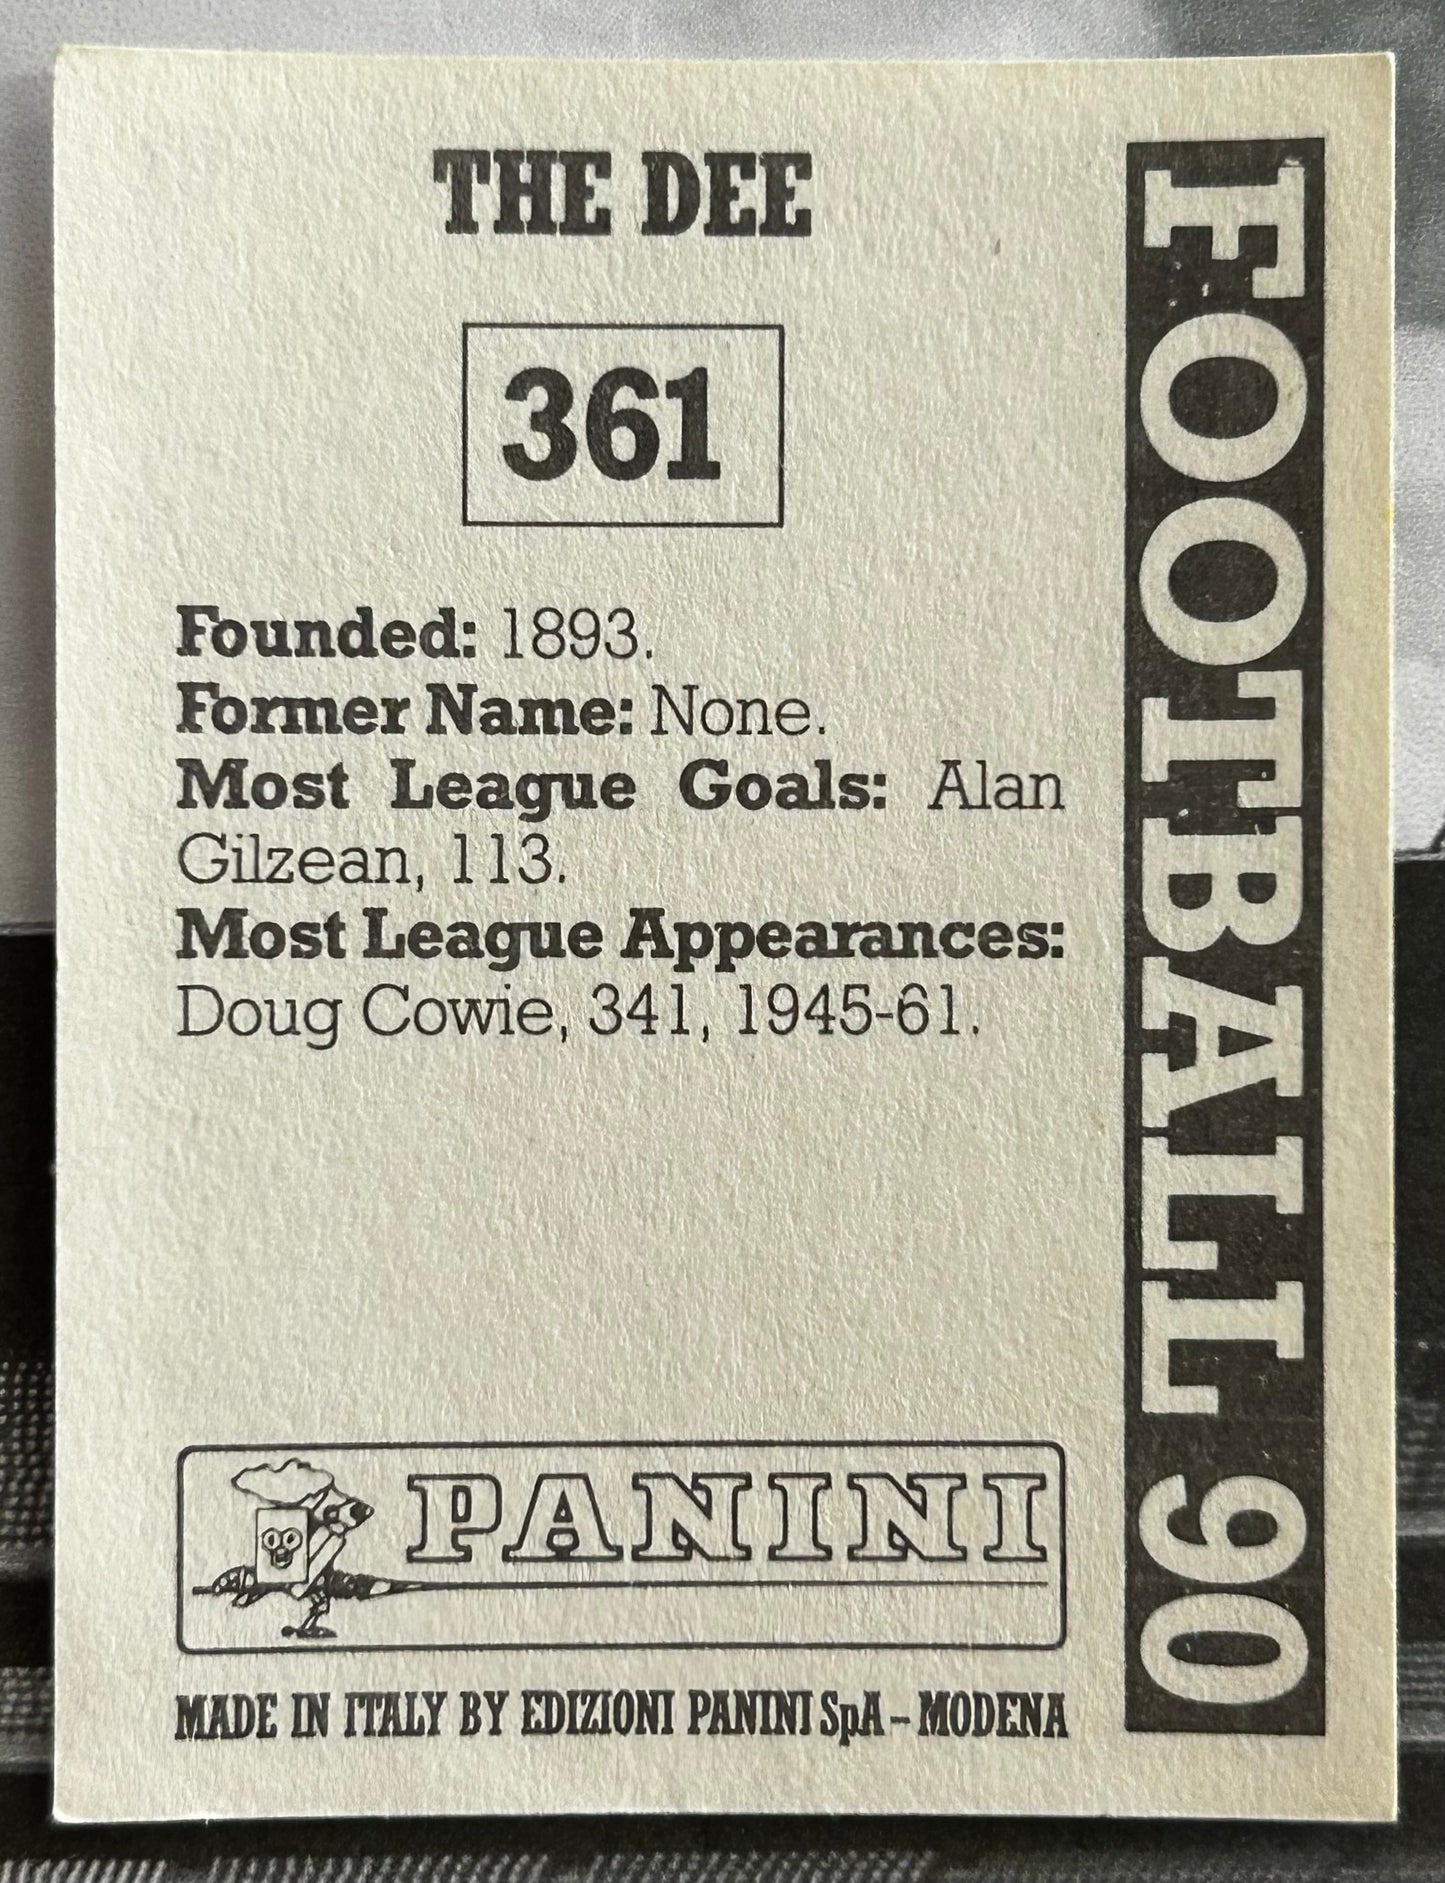 THE DEE
361
Founded: 1893.
Former Name: None.
Most League Goals: Alan
Gilzean, 113.
Most League Appearances:
Doug Cowie, 341, 1945-61.
PANINI
MADE IN ITALY BY EDIZIONI PANINI SpA - MODENA
FOOTBALL 90